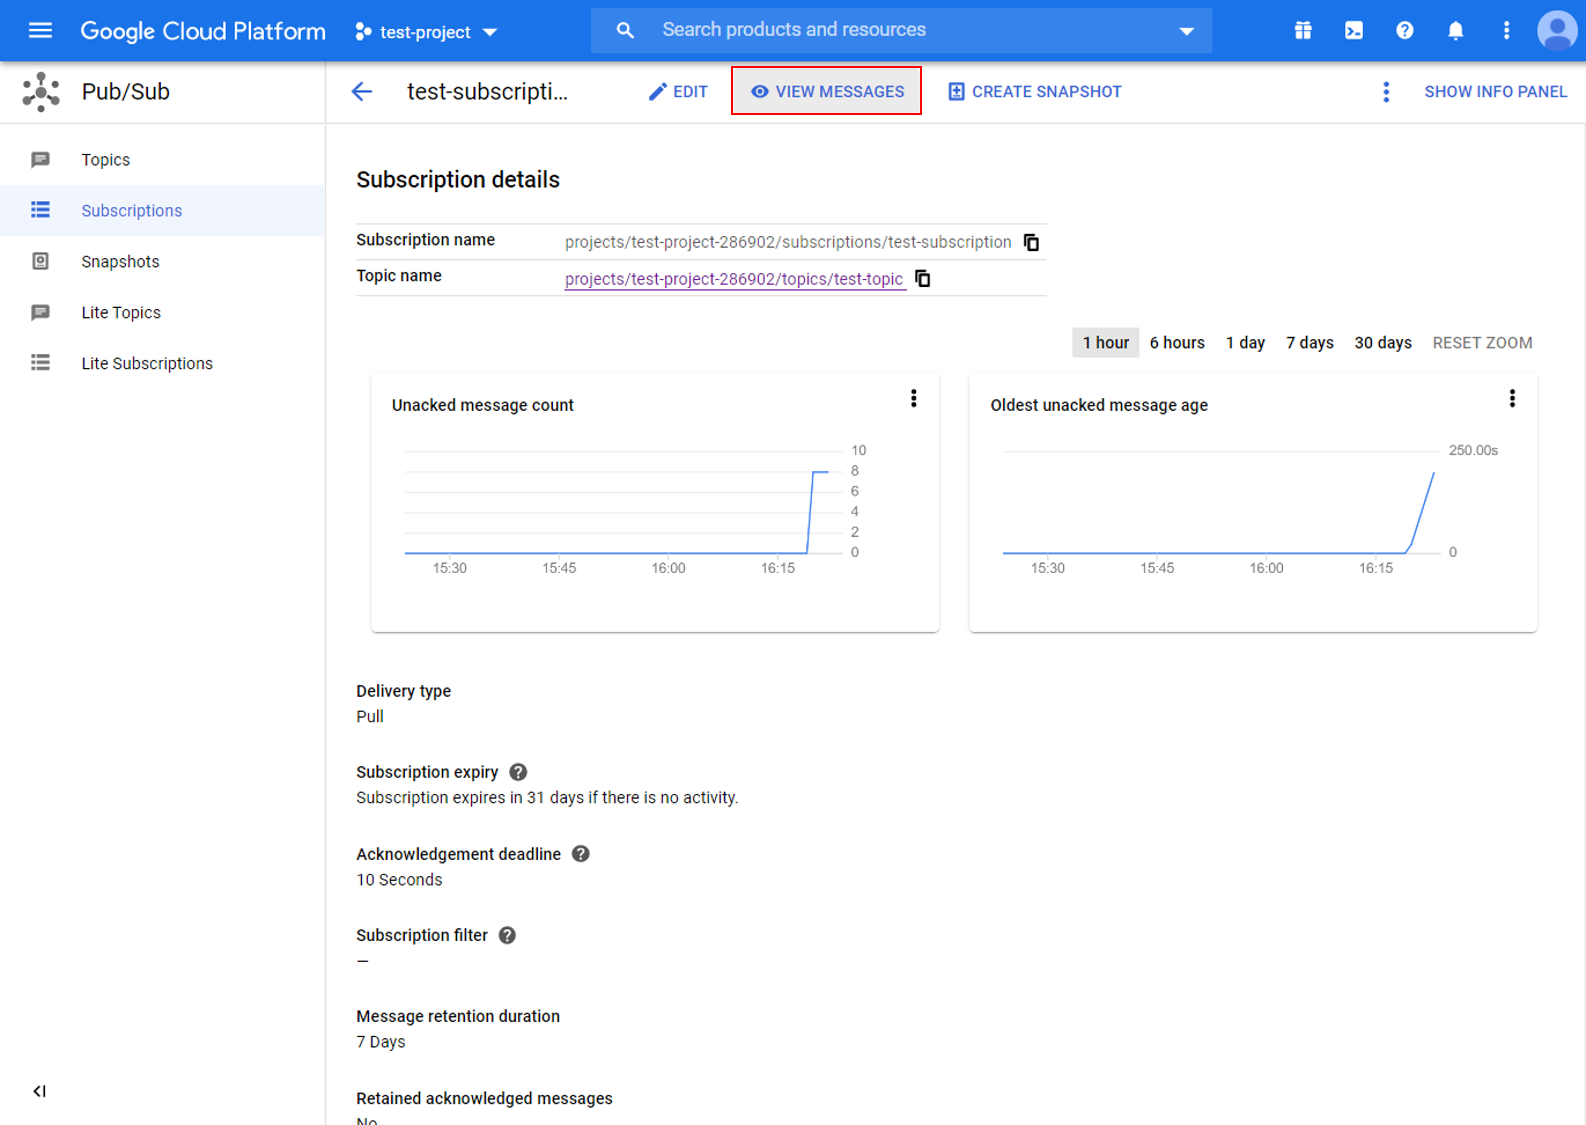 Google Cloud Platform
test-project
Search products and resources
Pub/Sub
test-subscripti...
EDIT
VIEW MESSAGES
CREATE SNAPSHOT
SHOW INFO PANEL
Topics
Subscriptions
Snapshots
Lite Topics
Lite Subscriptions
Subscription details
Subscription name projects/test-project-286902/subscriptions/test-subscription
Topic name projects/test-project-286902/topics/test-topic
1 hour 6 hours 1 day 7 days 30 days RESET ZOOM
Unacked message count
10
8
6
4
2
0
15:30 15:45 16:00 16:15
Oldest unacked message age
250.00s
0
15:30 15:45 16:00 16:15
Delivery type
Pull
Subscription expiry
Subscription expires in 31 days if there is no activity.
Acknowledgement deadline
10 Seconds
Subscription filter
—
Message retention duration
7 Days
Retained acknowledged messages
No